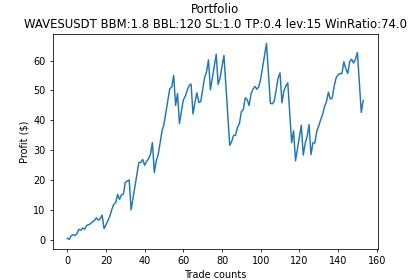 Portfolio
WAVESUSDT BBM:1.8 BBL:120 SL:1.0 TP:0.4 lev:15 WinRatio:74.0
Profit ($)
60
50
40
30
20
10
0
0 20 40 60 80 100 120 140 160
Trade counts